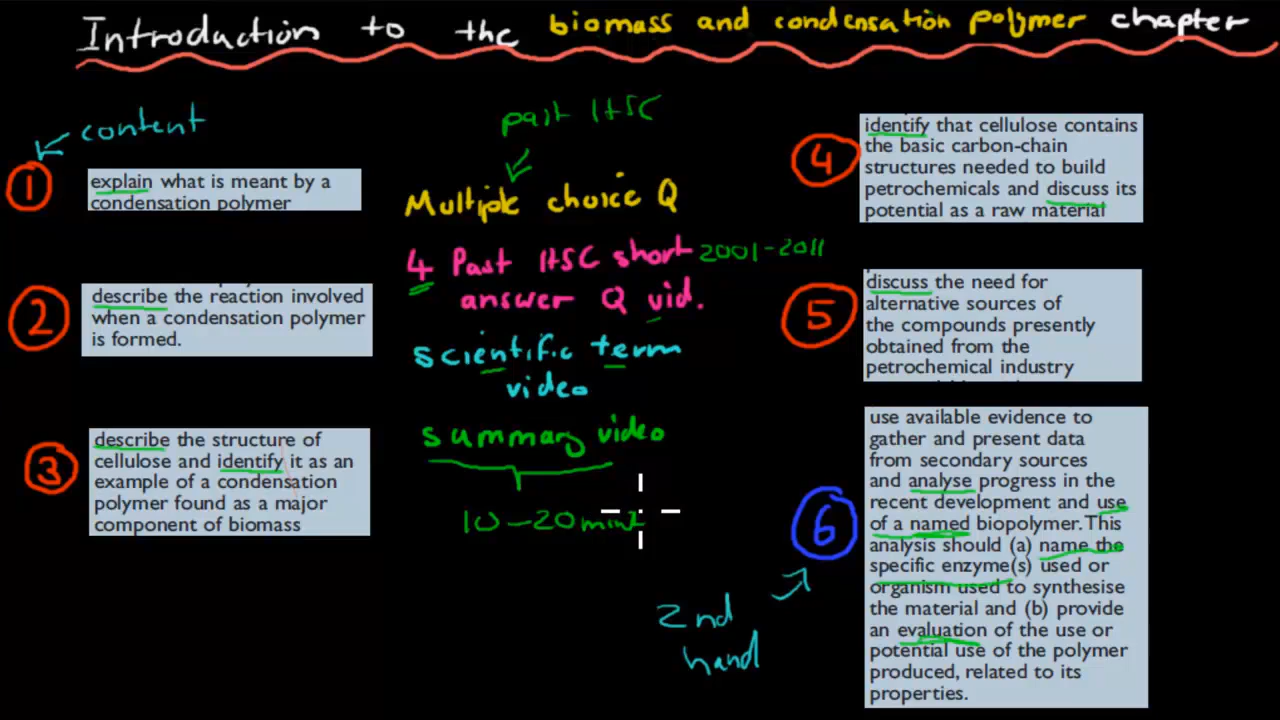 Introduction to the biomass and condensation polymer chapter
content
1
explain what is meant by a
condensation polymer
2
describe the reaction involved
when a condensation polymer
is formed.
3
describe the structure of
cellulose and identify it as an
example of a condensation
polymer found as a major
component of biomass
past HSC
Multiple choice Q
4 Past HSC short 2001-2011
answer Q vid.
scientific term
video
summary video
10-20mint
2nd
hand
4
identify that cellulose contains
the basic carbon-chain
structures needed to build
petrochemicals and discuss its
potential as a raw material
5
discuss the need for
alternative sources of
the compounds presently
obtained from the
petrochemical industry
6
use available evidence to
gather and present data
from secondary sources
and analyse progress in the
recent development and use
of a named biopolymer. This
analysis should (a) name the
specific enzyme(s) used or
organism used to synthesise
the material and (b) provide
an evaluation of the use or
potential use of the polymer
produced, related to its
properties.